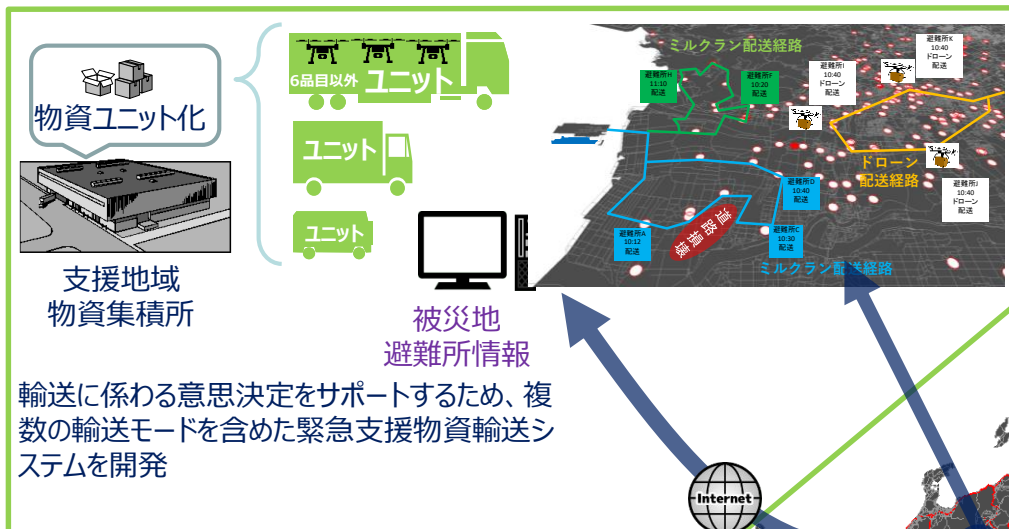 物資ユニット化
支援地域
物資集積所
6品目以外 ユニット
ユニット
ユニット
被災地
避難所情報
ミルクラン配送経路
避難所H
11:10
配送
避難所F
10:20
配送
避難所I
10:40
ドローン
配送
避難所K
10:40
ドローン
配送
ドローン
配送経路
避難所J
10:40
ドローン
配送
避難所D
10:40
配送
道路損壊
避難所A
10:12
配送
避難所C
10:30
配送
ミルクラン配送経路
輸送に係わる意思決定をサポートするため、複
数の輸送モードを含めた緊急支援物資輸送シ
ステムを開発
Internet